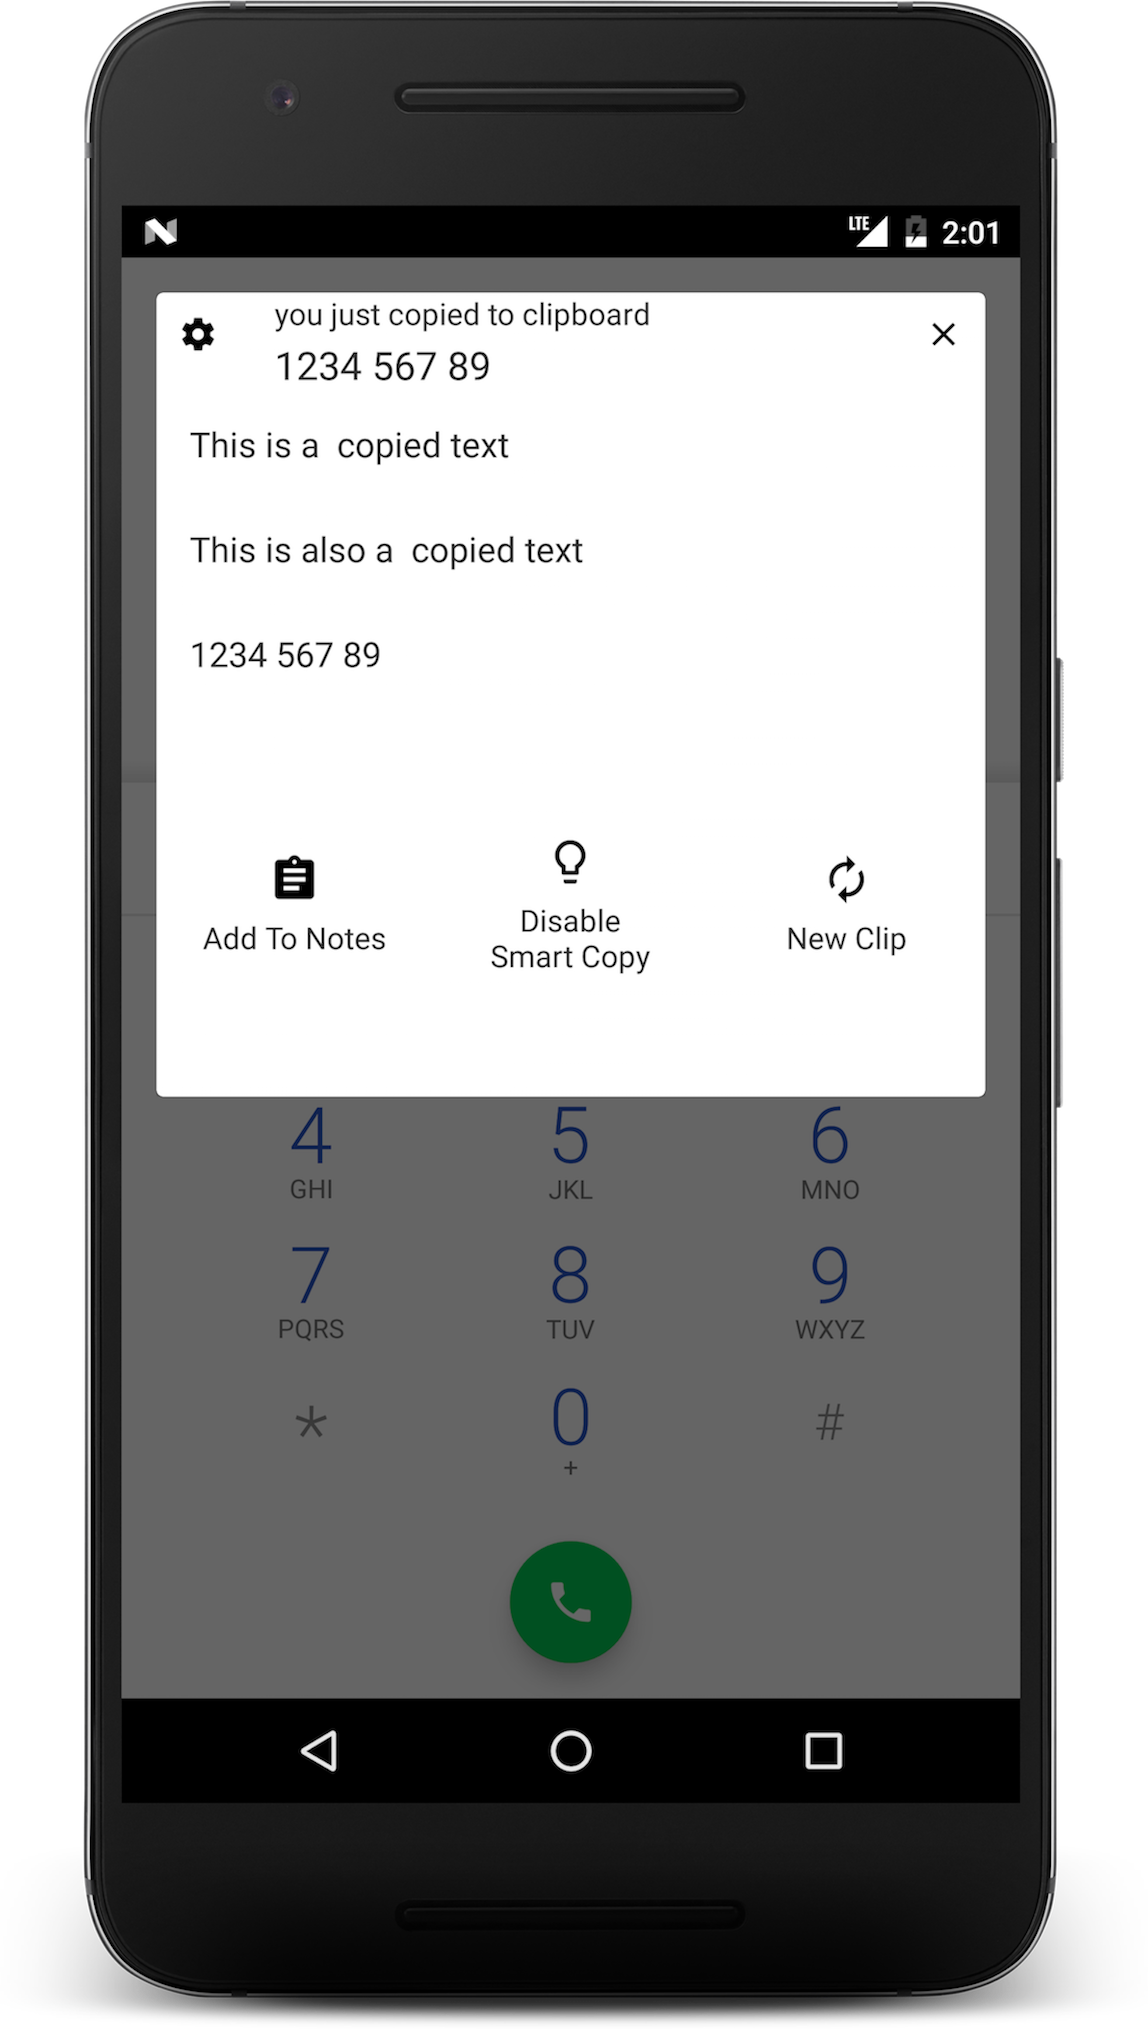 LTE 2:01
you just copied to clipboard
1234 567 89
This is a  copied text
This is also a  copied text
1234 567 89
Add To Notes
Disable
Smart Copy
New Clip
4 5 6
GHI JKL MNO
7 8 9
PQRS TUV WXYZ
* 0 #
+